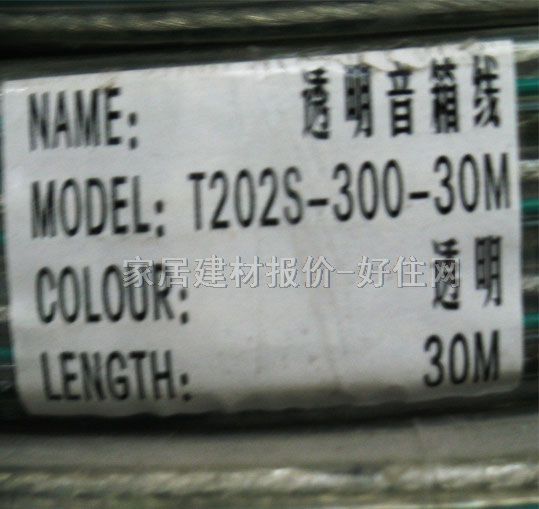 NAME: 透明音箱线
MODEL: T202S-300-30M
家居建材报价-好住网
COLOUR: 透明
LENGTH: 30M